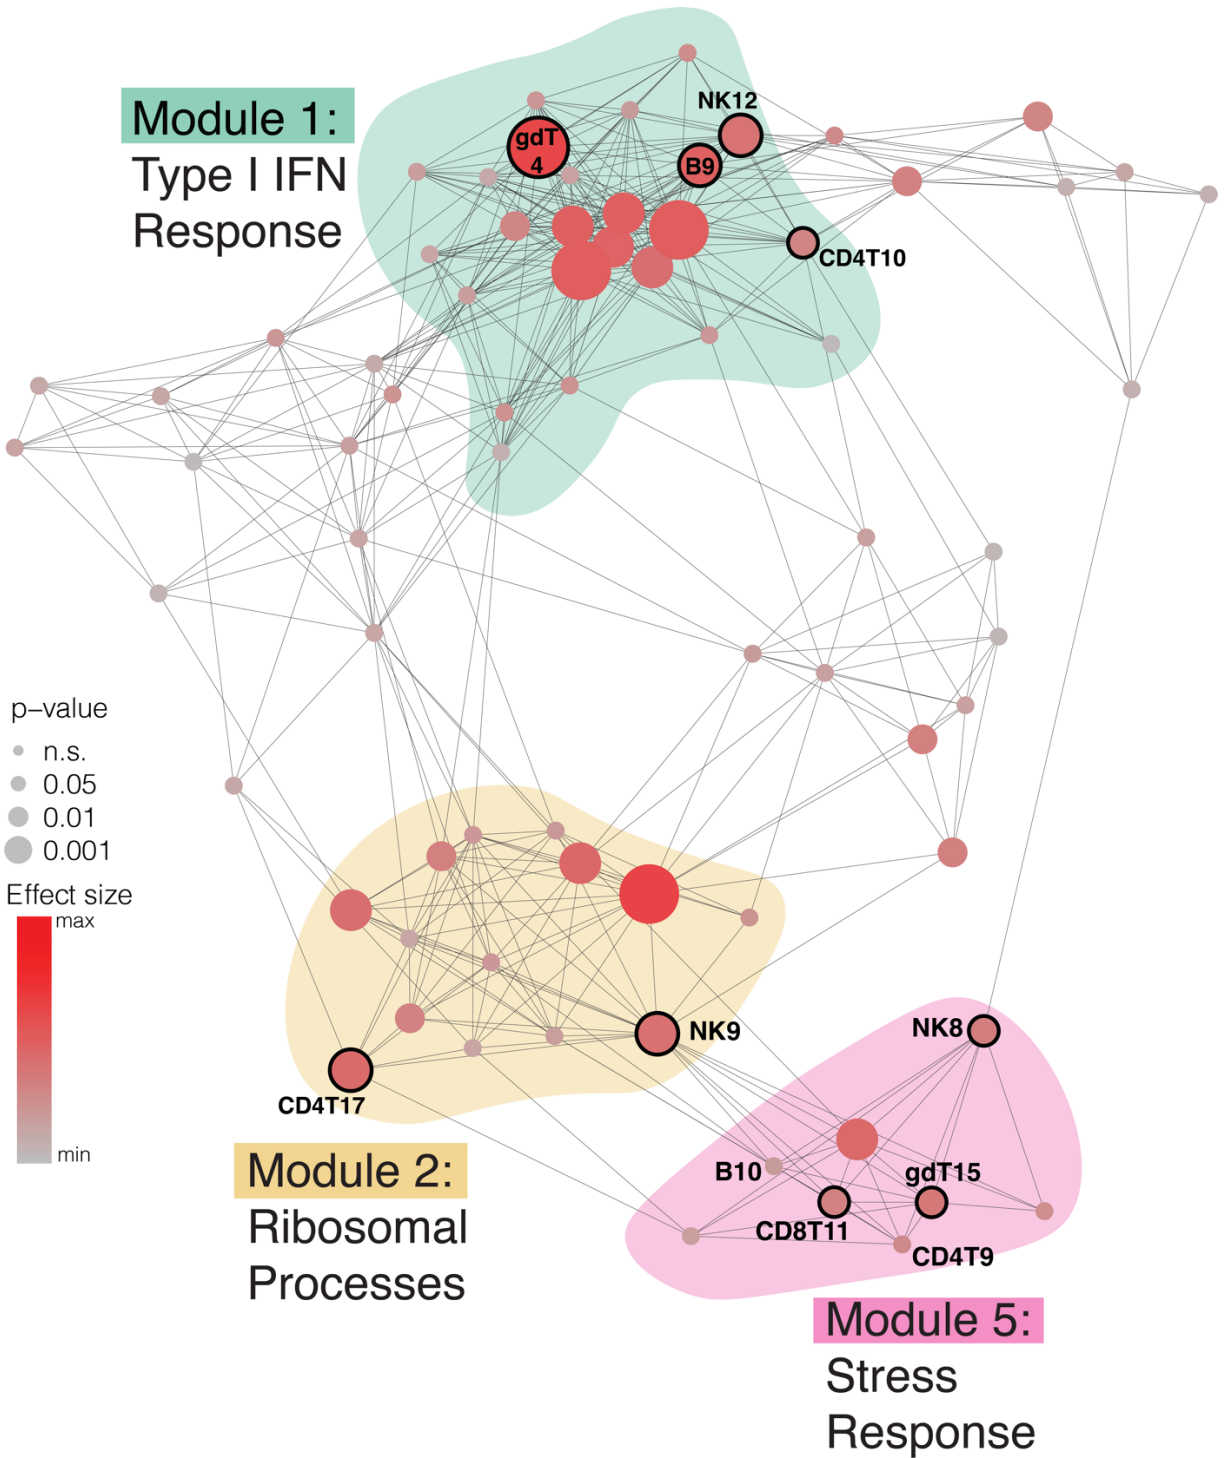 Module 1:
Type I IFN
Response
NK12
gdT
4
B9
CD4T10
p-value
n.s.
0.05
0.01
0.001
Effect size
max
min
NK9
CD4T17
Module 2:
Ribosomal
Processes
NK8
B10
gdT15
CD8T11
CD4T9
Module 5:
Stress
Response